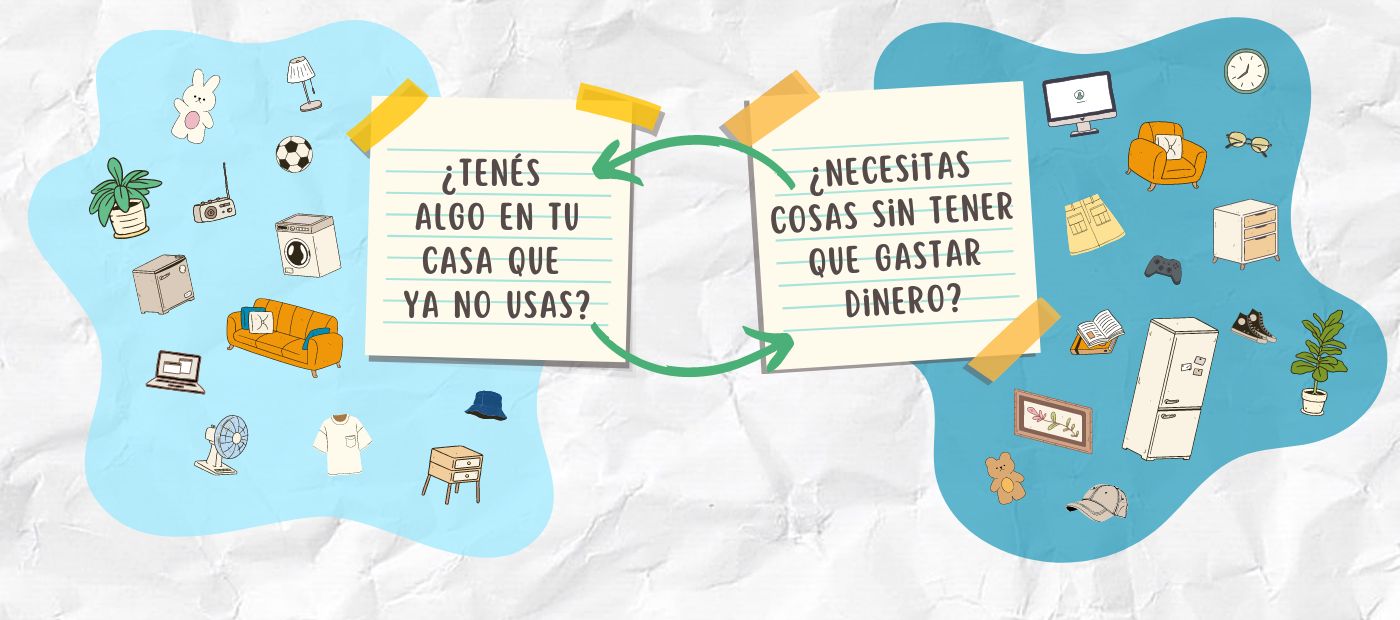 ¿TENÉS
ALGO EN TU
CASA QUE
YA NO USAS?
¿NECESiTAS
COSAS SiN TENER
QUE GASTAR
DiNERO?